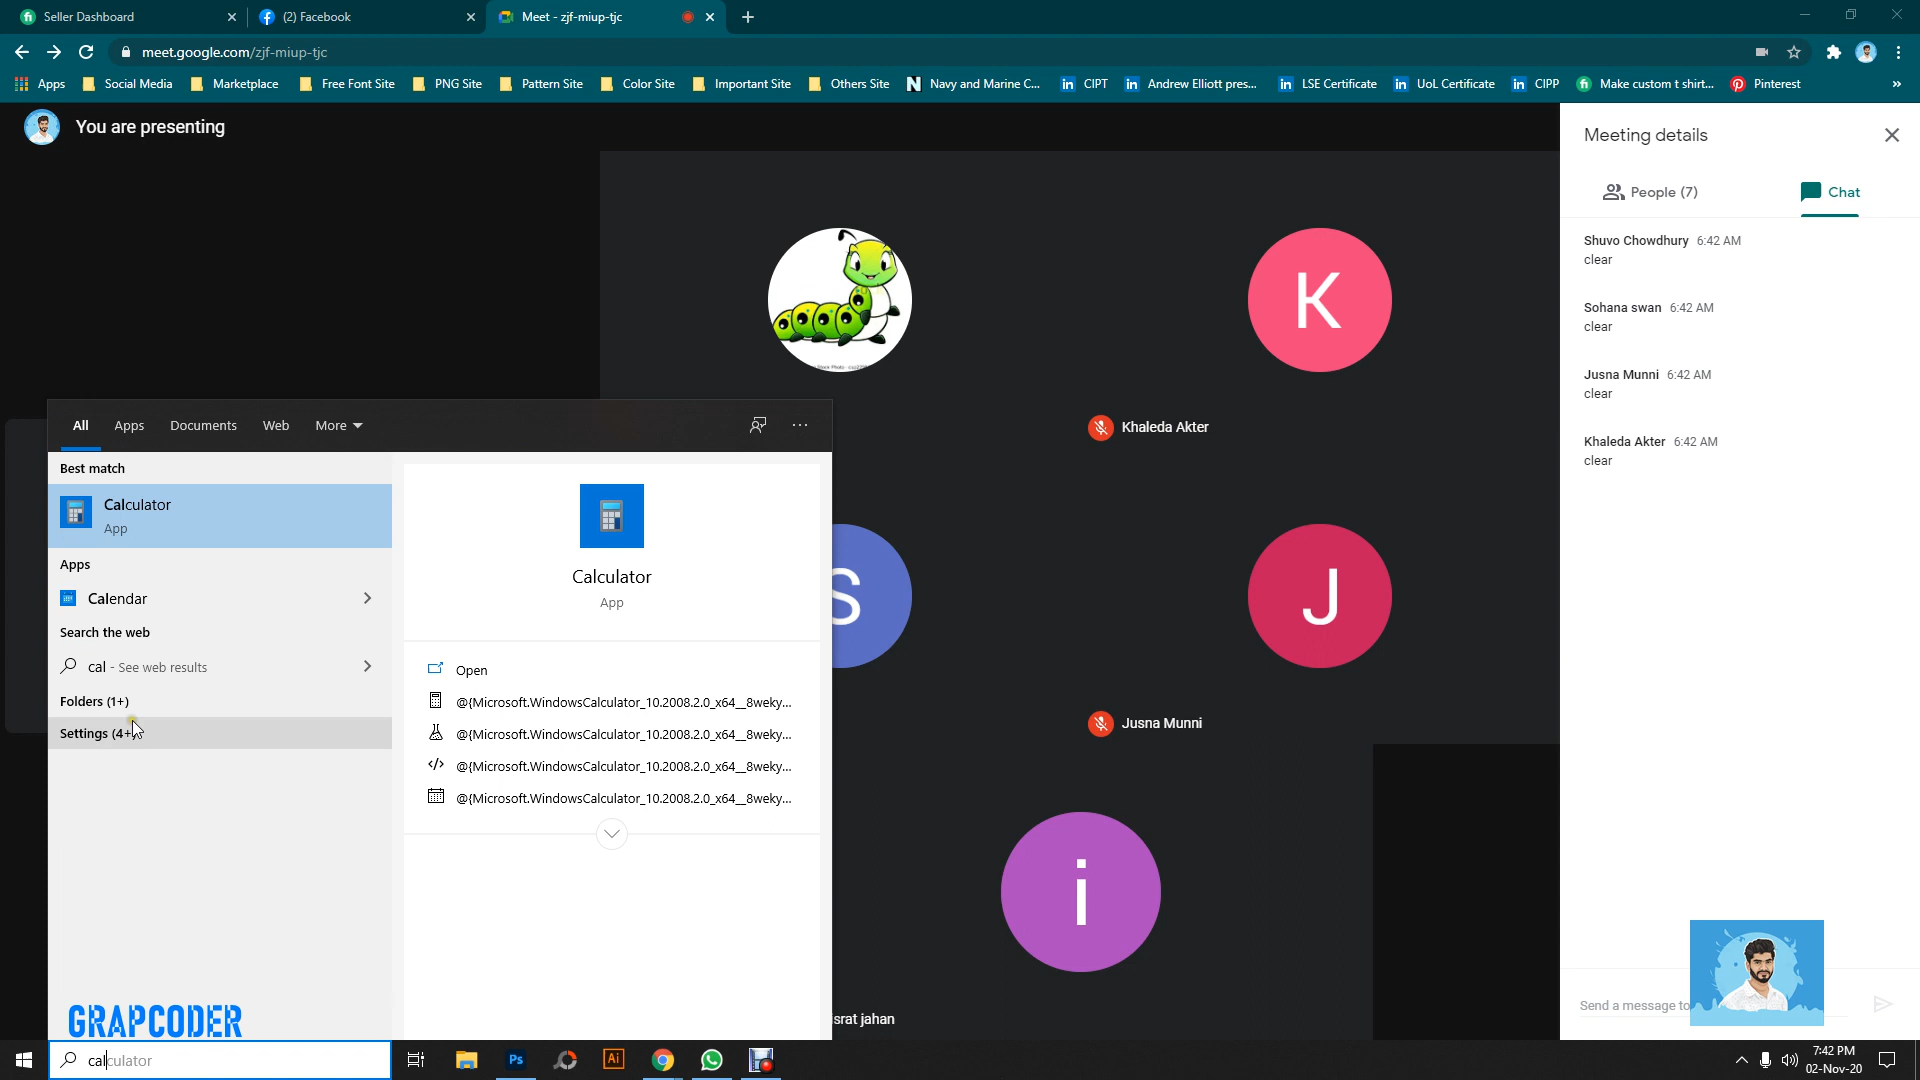 Seller Dashboard
(2) Facebook
Meet - zjf-miup-tjc
meet.google.com/zjf-miup-tjc
Apps
Social Media
Marketplace
Free Font Site
PNG Site
Pattern Site
Color Site
Important Site
Others Site
Navy and Marine C...
CIPT
Andrew Elliott pres...
LSE Certificate
UoL Certificate
CIPP
Make custom t shirt...
Pinterest
»
You are presenting
Meeting details
People (7)
Chat
Shuvo Chowdhury 6:42 AM
clear
Sohana swan 6:42 AM
clear
Jusna Munni 6:42 AM
clear
Khaleda Akter 6:42 AM
clear
Send a message to
K
Khaleda Akter
S
J
Jusna Munni
i
srat jahan
All
Apps
Documents
Web
More
Best match
Calculator
App
Apps
Calendar
Search the web
cal - See web results
Folders (1+)
Settings (4+)
Calculator
App
Open
@{Microsoft.WindowsCalculator_10.2008.2.0_x64__8weky...
@{Microsoft.WindowsCalculator_10.2008.2.0_x64__8weky...
@{Microsoft.WindowsCalculator_10.2008.2.0_x64__8weky...
@{Microsoft.WindowsCalculator_10.2008.2.0_x64__8weky...
GRAPCODER
calculator
Ps
Ai
7:42 PM
02-Nov-20